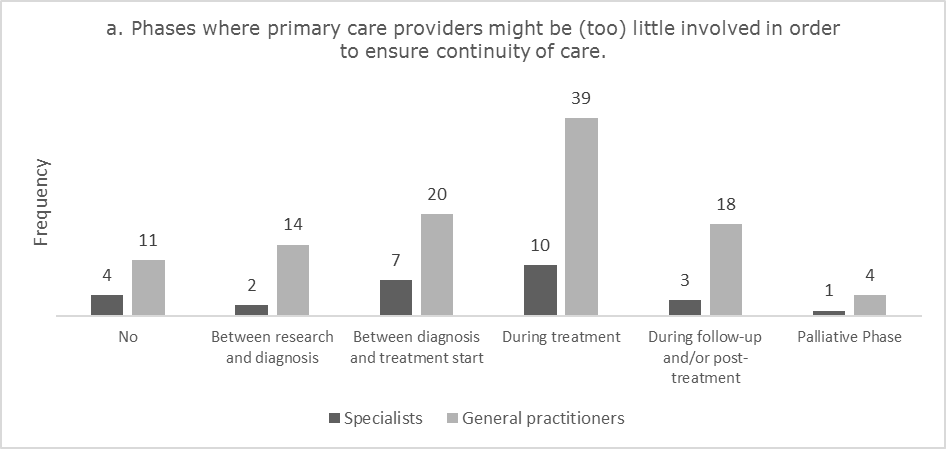 a. Phases where primary care providers might be (too) little involved in order
to ensure continuity of care.
Frequency
4
11
2
14
7
20
10
39
3
18
1
4
No
Between research
and diagnosis
Between diagnosis
and treatment start
During treatment
During follow-up
and/or post-
treatment
Palliative Phase
Specialists
General practitioners